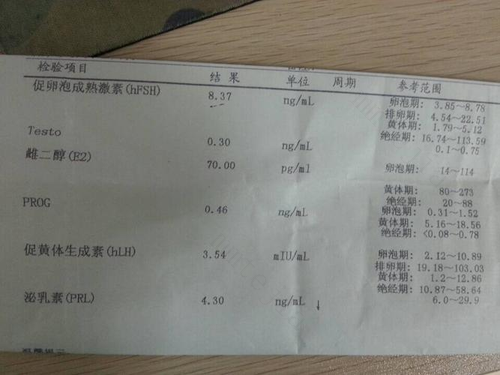 检验项目 结果 单位 周期 参考范围
促卵泡成熟激素(hFSH) 8.37 ng/mL 卵泡期: 3.85～8.78
排卵期: 4.54～22.51
黄体期: 1.79～5.12
绝经期: 16.74～113.59
Testo 0.30 ng/mL 0.1～0.75
雌二醇(E2) 70.00 pg/ml 卵泡期: 14～114
黄体期: 80～273
绝经期: 20～88
PROG 0.46 ng/mL 卵泡期: 0.31～1.52
黄体期: 5.16～18.56
绝经期: <0.08～0.78
促黄体生成素(hLH) 3.54 mIU/mL 卵泡期: 2.12～10.89
排卵期: 19.18～103.03
黄体期: 1.2～12.86
绝经期: 10.87～58.64
泌乳素(PRL) 4.30 ng/mL ↓ 6.0～29.9